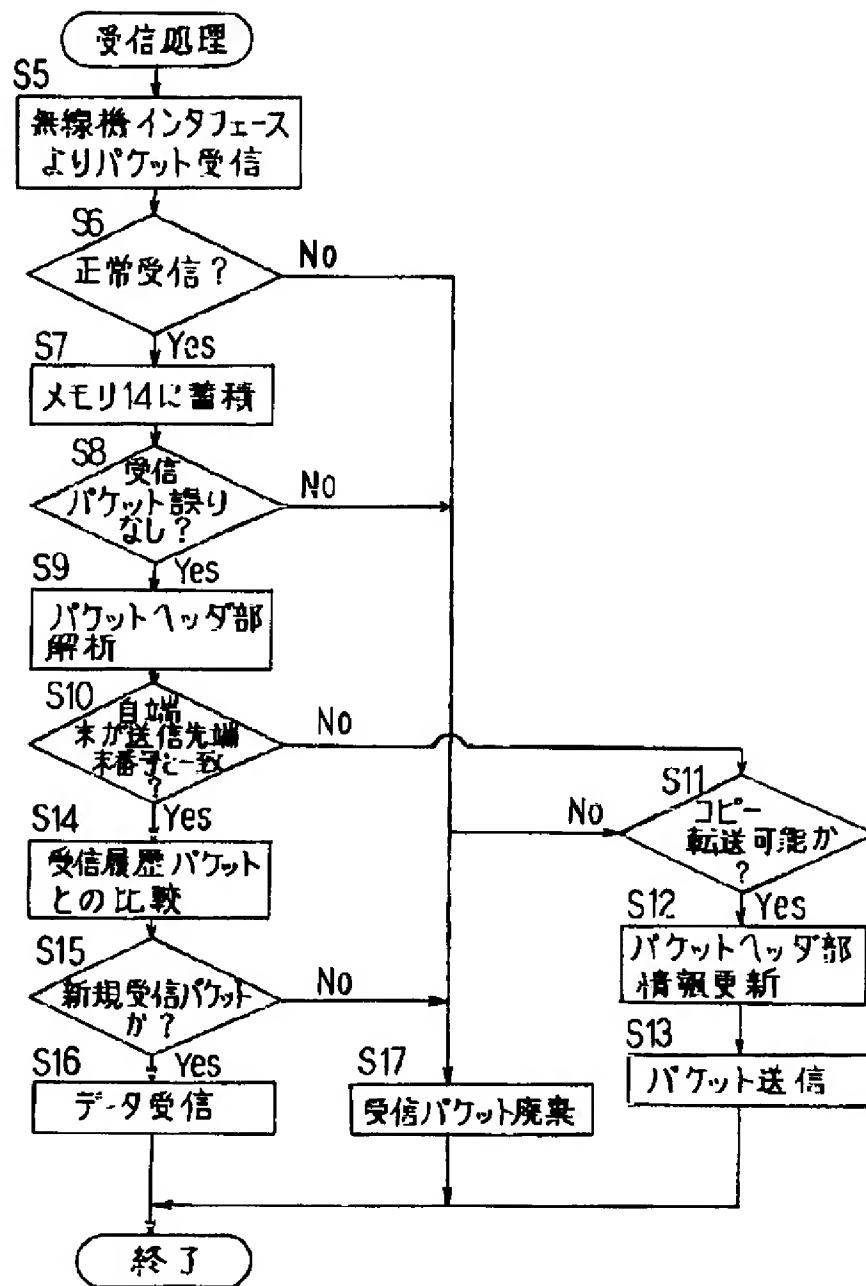 受信処理
S5
無線機インタフェース
よりパケット受信
S6
正常受信？
No
Yes
S7
メモリ14に蓄積
S8
受信
パケット誤り
なし？
No
Yes
S9
パケットヘッダ部
解析
S10
自端
末が送信先端
末番号と一致
？
No
Yes
S11
コピー
転送可能か
？
No
Yes
S12
パケットヘッダ部
情報更新
S13
パケット送信
S14
受信履歴パケット
との比較
S15
新規受信パケット
か？
No
Yes
S16
データ受信
S17
受信パケット廃棄
終了